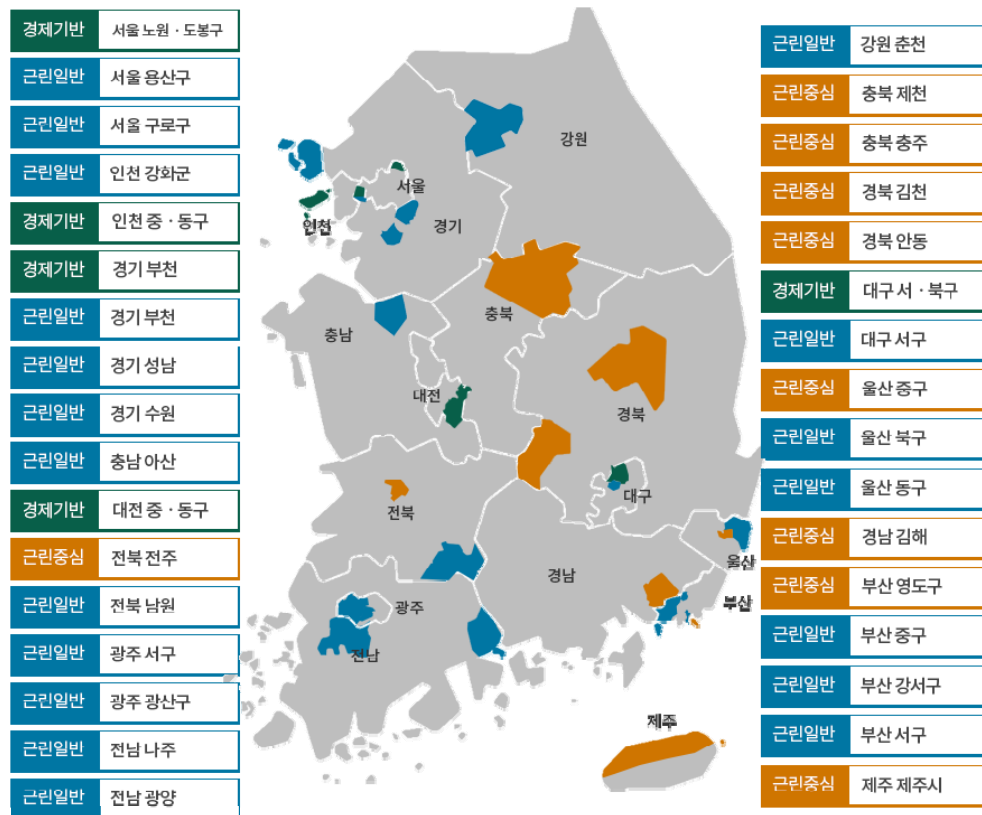 경제기반 서울 노원 · 도봉구
근린일반 서울 용산구
근린일반 서울 구로구
근린일반 인천 강화군
경제기반 인천 중 · 동구
경제기반 경기 부천
근린일반 경기 부천
근린일반 경기 성남
근린일반 경기 수원
근린일반 충남 아산
경제기반 대전 중 · 동구
근린중심 전북 전주
근린일반 전북 남원
근린일반 광주 서구
근린일반 광주 광산구
근린일반 전남 나주
근린일반 전남 광양
강원
서울
인천
경기
충북
충남
대전
경북
대구
전북
경남
울산
부산
광주
전남
제주
근린일반 강원 춘천
근린중심 충북 제천
근린중심 충북 충주
근린중심 경북 김천
근린중심 경북 안동
경제기반 대구 서 · 북구
근린일반 대구 서구
근린중심 울산 중구
근린일반 울산 북구
근린일반 울산 동구
근린중심 경남 김해
근린중심 부산 영도구
근린일반 부산 중구
근린일반 부산 강서구
근린일반 부산 서구
근린중심 제주 제주시